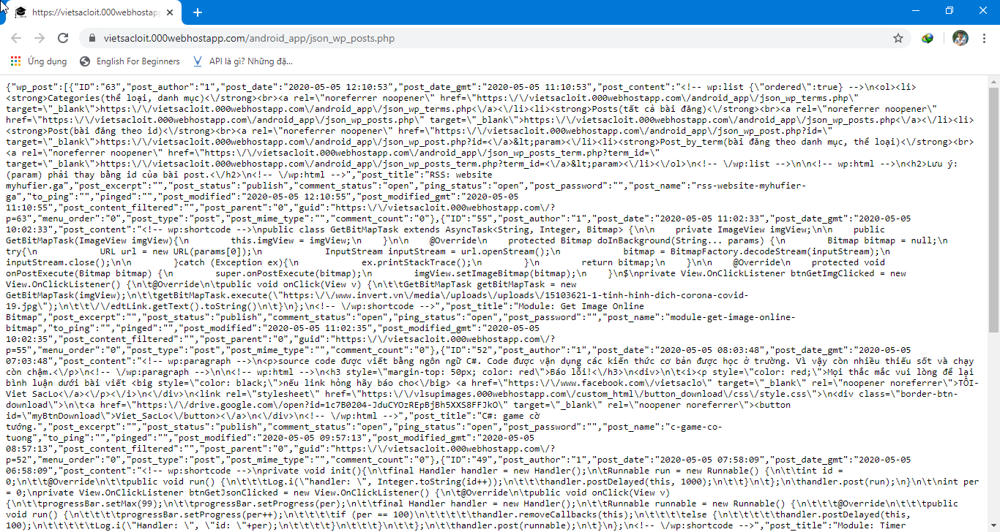 https://vietsacloit.000webhostapp
vietsacloit.000webhostapp.com/android_app/json_wp_posts.php
Ứng dụng English For Beginners API là gì? Những đặ...
{"wp_post":[{"ID":"63","post_author":"1","post_date":"2020-05-05 12:10:53","post_date_gmt":"2020-05-05 11:10:53","post_content":"<!-- wp:list {\"ordered\":true} -->\n<ol><li>
<strong>Categories(thể loại, danh mục)<\/strong><br><a rel=\"noreferrer noopener\" href=\"https:\/\/vietsacloit.000webhostapp.com\/android_app\/json_wp_terms.php\"
target=\"_blank\">https:\/\/vietsacloit.000webhostapp.com\/android_app\/json_wp_terms.php<\/a><\/li><li><strong>Posts(tất cả bài đăng)<\/strong><br><a rel=\"noreferrer noopener\"
href=\"https:\/\/vietsacloit.000webhostapp.com\/android_app\/json_wp_posts.php\" target=\"_blank\">https:\/\/vietsacloit.000webhostapp.com\/android_app\/json_wp_posts.php<\/a><\/li><li>
<strong>Post(bài đăng theo id)<\/strong><br><a rel=\"noreferrer noopener\" href=\"https:\/\/vietsacloit.000webhostapp.com\/android_app\/json_wp_post.php?id=\"
target=\"_blank\">https:\/\/vietsacloit.000webhostapp.com\/android_app\/json_wp_post.php?id=<\/a>&lt;param><\/li><li><strong>Post_by_term(bài đăng theo danh mục, thể loại)<\/strong><br>
<a rel=\"noreferrer noopener\" href=\"https:\/\/vietsacloit.000webhostapp.com\/android_app\/json_wp_posts_term.php?term_id=\"
target=\"_blank\">https:\/\/vietsacloit.000webhostapp.com\/android_app\/json_wp_posts_term.php?term_id=<\/a>&lt;param><\/li><\/ol>\n<!-- \/wp:list -->\n\n<!-- wp:html -->\n<h2>Lưu ý:
(param) phải thay bằng id của bài post.<\/h2>\n<!-- \/wp:html -->","post_title":"RSS: website
myhufier.ga","post_excerpt":"","post_status":"publish","comment_status":"open","ping_status":"open","post_password":"","post_name":"rss-website-myhufier-
ga","to_ping":"","pinged":"","post_modified":"2020-05-05 12:10:55","post_modified_gmt":"2020-05-05
11:10:55","post_content_filtered":"","post_parent":"0","guid":"https:\/\/vietsacloit.000webhostapp.com\/?
p=63","menu_order":"0","post_type":"post","post_mime_type":"","comment_count":"0"},{"ID":"55","post_author":"1","post_date":"2020-05-05 11:02:33","post_date_gmt":"2020-05-05
10:02:33","post_content":"<!-- wp:shortcode -->\npublic class GetBitMapTask extends AsyncTask<String, Integer, Bitmap> {\n\n    private ImageView imgView;\n\n    public
GetBitMapTask(ImageView imgView){\n        this.imgView = imgView;\n    }\n\n    @Override\n    protected Bitmap doInBackground(String... params) {\n        Bitmap bitmap = null;\n
try{\n            URL url = new URL(params[0]);\n            InputStream inputStream = url.openStream();\n            bitmap = BitmapFactory.decodeStream(inputStream);\n
inputStream.close();\n\n        }catch (Exception ex){\n            ex.printStackTrace();\n        }\n        return bitmap;\n    }\n\n    @Override\n    protected void
onPostExecute(Bitmap bitmap) {\n        super.onPostExecute(bitmap);\n        imgView.setImageBitmap(bitmap);\n    }\n$\nprivate View.OnClickListener btnGetImgClicked = new
View.OnClickListener() {\n\t@Override\n\tpublic void onClick(View v) {\n\t\tGetBitMapTask getBitMapTask = new
GetBitMapTask(imgView);\n\t\tgetBitMapTask.execute(\"https:\/\/www.invert.vn\/media\/uploads\/uploads\/15103621-1-tinh-hinh-dich-corona-covid-
19.jpg\");\n\t\t\/\/edtLink.getText().toString()\n\t}\n};\n<!-- \/wp:shortcode -->","post_title":"Module: Get Image Online
Bitmap","post_excerpt":"","post_status":"publish","comment_status":"open","ping_status":"open","post_password":"","post_name":"module-get-image-online-
bitmap","to_ping":"","pinged":"","post_modified":"2020-05-05 11:02:35","post_modified_gmt":"2020-05-05
10:02:35","post_content_filtered":"","post_parent":"0","guid":"https:\/\/vietsacloit.000webhostapp.com\/?
p=55","menu_order":"0","post_type":"post","post_mime_type":"","comment_count":"0"},{"ID":"52","post_author":"1","post_date":"2020-05-05 08:03:48","post_date_gmt":"2020-05-05
07:03:48","post_content":"<!-- wp:paragraph -->\n<p>source code được viết bằng ngôn ngữ C#. Code được vận dụng các kiến thức cơ bản được học ở trường. Vì vậy còn nhiều thiếu sốt và chạy
còn chậm.<\/p>\n<!-- \/wp:paragraph -->\n\n<!-- wp:html -->\n<h3 style=\"margin-top: 50px; color: red\">Báo lỗi!<\/h3>\n<div>\n\t<i><p style=\"color: red;\">Mọi thắc mắc vui lòng để lại
bình luận dưới bài viết <big style=\"color: black;\">nếu link hỏng hãy báo cho<\/big> <a href=\"https:\/\/www.facebook.com\/vietsaclo\" target=\"_blank\" rel=\"noopener noreferrer\">TÔI-
Viet SacLo<\/a><\/p><\/i>\n<\/div>\n<link rel=\"stylesheet\" href=\"https:\/\/vlsupimgs.000webhostapp.com\/custom_html\/button_download\/css\/style.css\">\n<div class=\"border-btn-
download\">\n\t<a href=\"https:\/\/drive.google.com\/open?id=1c7B0204-JduCYOzREpBjBh5XXS8FFJkO\" target=\"_blank\" rel=\"noopener noreferrer\"><button
id=\"myBtnDownload\">Viet_SacLo<\/button><\/a>\n<\/div>\n<!-- \/wp:html -->","post_title":"C#: game cờ
tướng.","post_excerpt":"","post_status":"publish","comment_status":"open","ping_status":"open","post_password":"","post_name":"c-game-co-
tuong","to_ping":"","pinged":"","post_modified":"2020-05-05 09:57:13","post_modified_gmt":"2020-05-05
08:57:13","post_content_filtered":"","post_parent":"0","guid":"https:\/\/vietsacloit.000webhostapp.com\/?
p=52","menu_order":"0","post_type":"post","post_mime_type":"","comment_count":"0"},{"ID":"49","post_author":"1","post_date":"2020-05-05 07:58:09","post_date_gmt":"2020-05-05
06:58:09","post_content":"<!-- wp:shortcode -->\nprivate void init(){\n\tfinal Handler handler = new Handler();\n\tRunnable run = new Runnable() {\n\t\tint id =
0;\n\t\t@Override\n\t\tpublic void run() {\n\t\t\tLog.i(\"handler: \", Integer.toString(id++));\n\t\t\thandler.postDelayed(this, 1000);\n\t\t}\n\t};\n\thandler.post(run);\n}\n\t\nint per
= 0;\nprivate View.OnClickListener btnGetJsonClicked = new View.OnClickListener() {\n\t@Override\n\tpublic void onClick(View v)
{\n\t\tprogressBar.setMax(99);\n\t\tprogressBar.setProgress(per);\n\t\tfinal Handler handler = new Handler();\n\t\tRunnable runnable = new Runnable() {\n\t\t\t@Override\n\t\t\tpublic
void run() {\n\t\t\t\tprogressBar.setProgress(per++);\n\t\t\t\tif (per == 100)\n\t\t\t\t\thandler.removeCallbacks(this);\n\t\t\t\telse {\n\t\t\t\t\thandler.postDelayed(this,
100);\n\t\t\t\t\tLog.i(\"Handler: \", \"id: \"+per);\n\t\t\t\t}\n\t\t\t}\n\t\t};\n\t\thandler.post(runnable);\n\t}\n};\n<!-- \/wp:shortcode -->","post_title":"Module: Timer